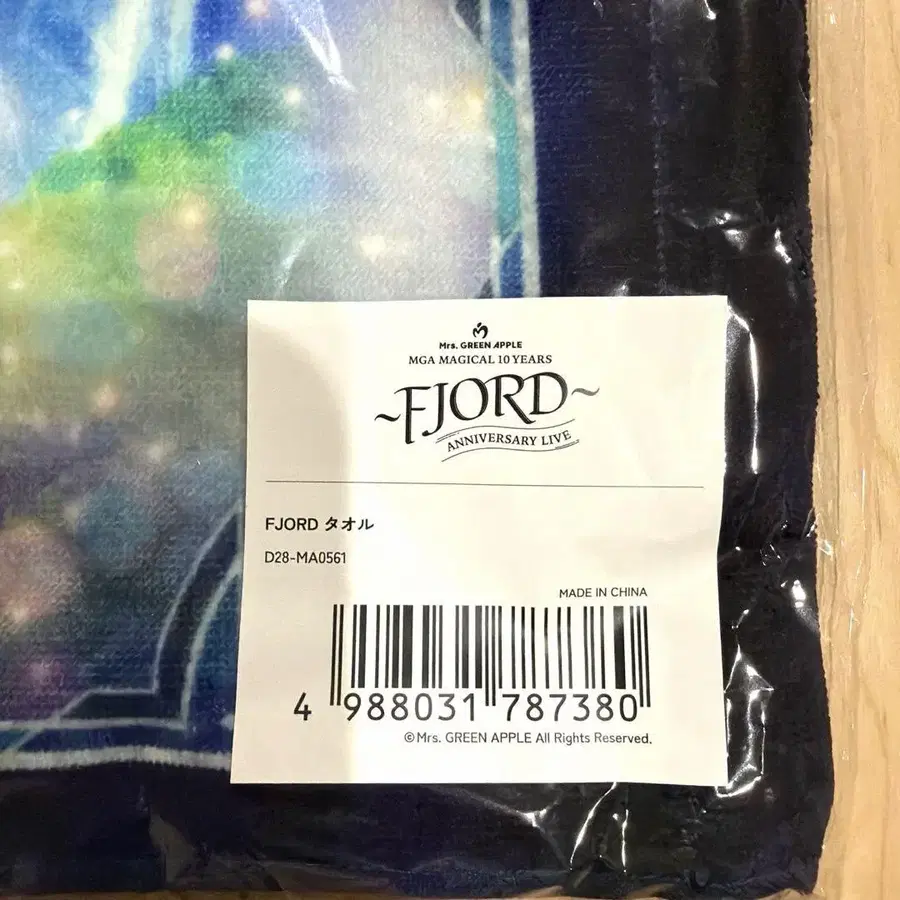 Mrs. GREEN APPLE
MGA MAGICAL 10 YEARS
~FJORD~
ANNIVERSARY LIVE
FJORD タオル
D28-MA0561
MADE IN CHINA
4 988031 787380
©Mrs. GREEN APPLE All Rights Reserved.